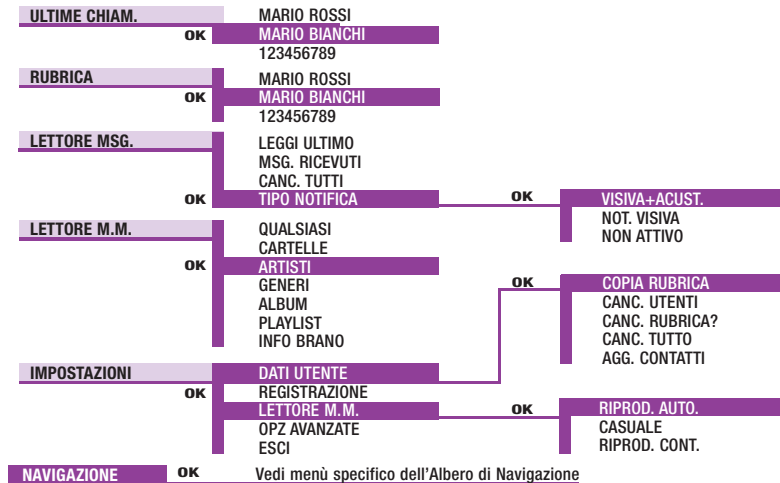 ULTIME CHIAM. MARIO ROSSI
OK MARIO BIANCHI
123456789
RUBRICA MARIO ROSSI
OK MARIO BIANCHI
123456789
LETTORE MSG. LEGGI ULTIMO
MSG. RICEVUTI
CANC. TUTTI
OK TIPO NOTIFICA OK VISIVA+ACUST.
NOT. VISIVA
NON ATTIVO
LETTORE M.M. QUALSIASI
CARTELLE
OK ARTISTI
GENERI OK COPIA RUBRICA
ALBUM CANC. UTENTI
PLAYLIST CANC. RUBRICA?
INFO BRANO CANC. TUTTO
AGG. CONTATTI
IMPOSTAZIONI DATI UTENTE
OK REGISTRAZIONE
LETTORE M.M. OK RIPROD. AUTO.
OPZ AVANZATE CASUALE
ESCI RIPROD. CONT.
NAVIGAZIONE OK Vedi menù specifico dell'Albero di Navigazione